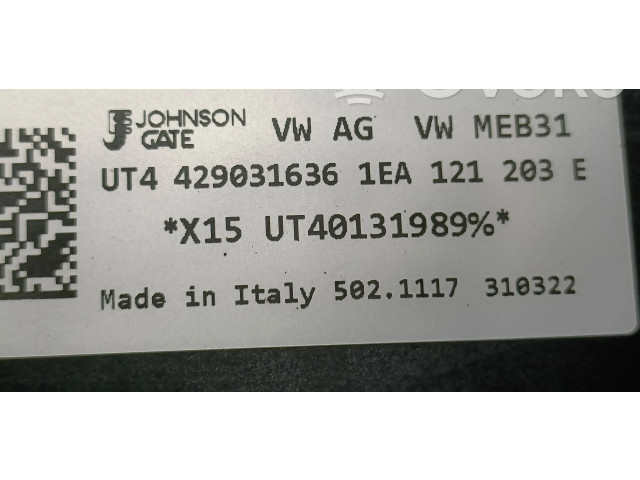 JOHNSON
GATE
VW AG VW MEB31
UT4 429031636 1EA 121 203 E
*X15 UT40131989%*
Made in Italy 502.1117 310322